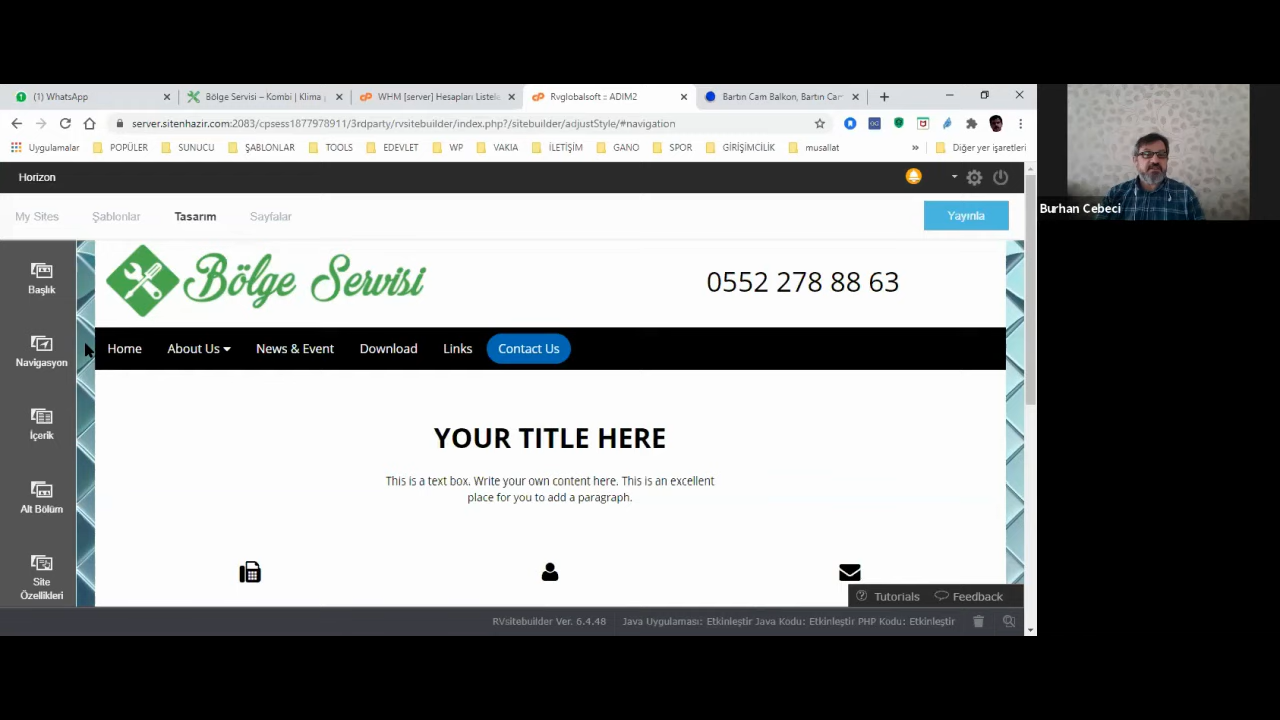 (1) WhatsApp
Bölge Servisi – Kombi | Klima
WHM [server] Hesapları Listele
Rvglobalsoft :: ADIM2
Bartın Cam Balkon, Bartın Car
server.sitenhazir.com:2083/cpsess1877978911/3rdparty/rvsitebuilder/index.php?/sitebuilder/adjustStyle/#navigation
Uygulamalar
POPÜLER
SUNUCU
ŞABLONLAR
TOOLS
EDEVLET
WP
VAKIA
İLETİŞİM
GANO
SPOR
GİRİŞİMCİLİK
musallat
»
Diğer yer işaretleri
Horizon
My Sites
Şablonlar
Tasarım
Sayfalar
Yayınla
Burhan Cebeci
Başlık
Navigasyon
İçerik
Alt Bölüm
Site
Özellikleri
Bölge Servisi
0552 278 88 63
Home
About Us
News & Event
Download
Links
Contact Us
YOUR TITLE HERE
This is a text box. Write your own content here. This is an excellent
place for you to add a paragraph.
Tutorials
Feedback
RVsitebuilder Ver. 6.4.48
Java Uygulaması: Etkinleştir Java Kodu: Etkinleştir PHP Kodu: Etkinleştir